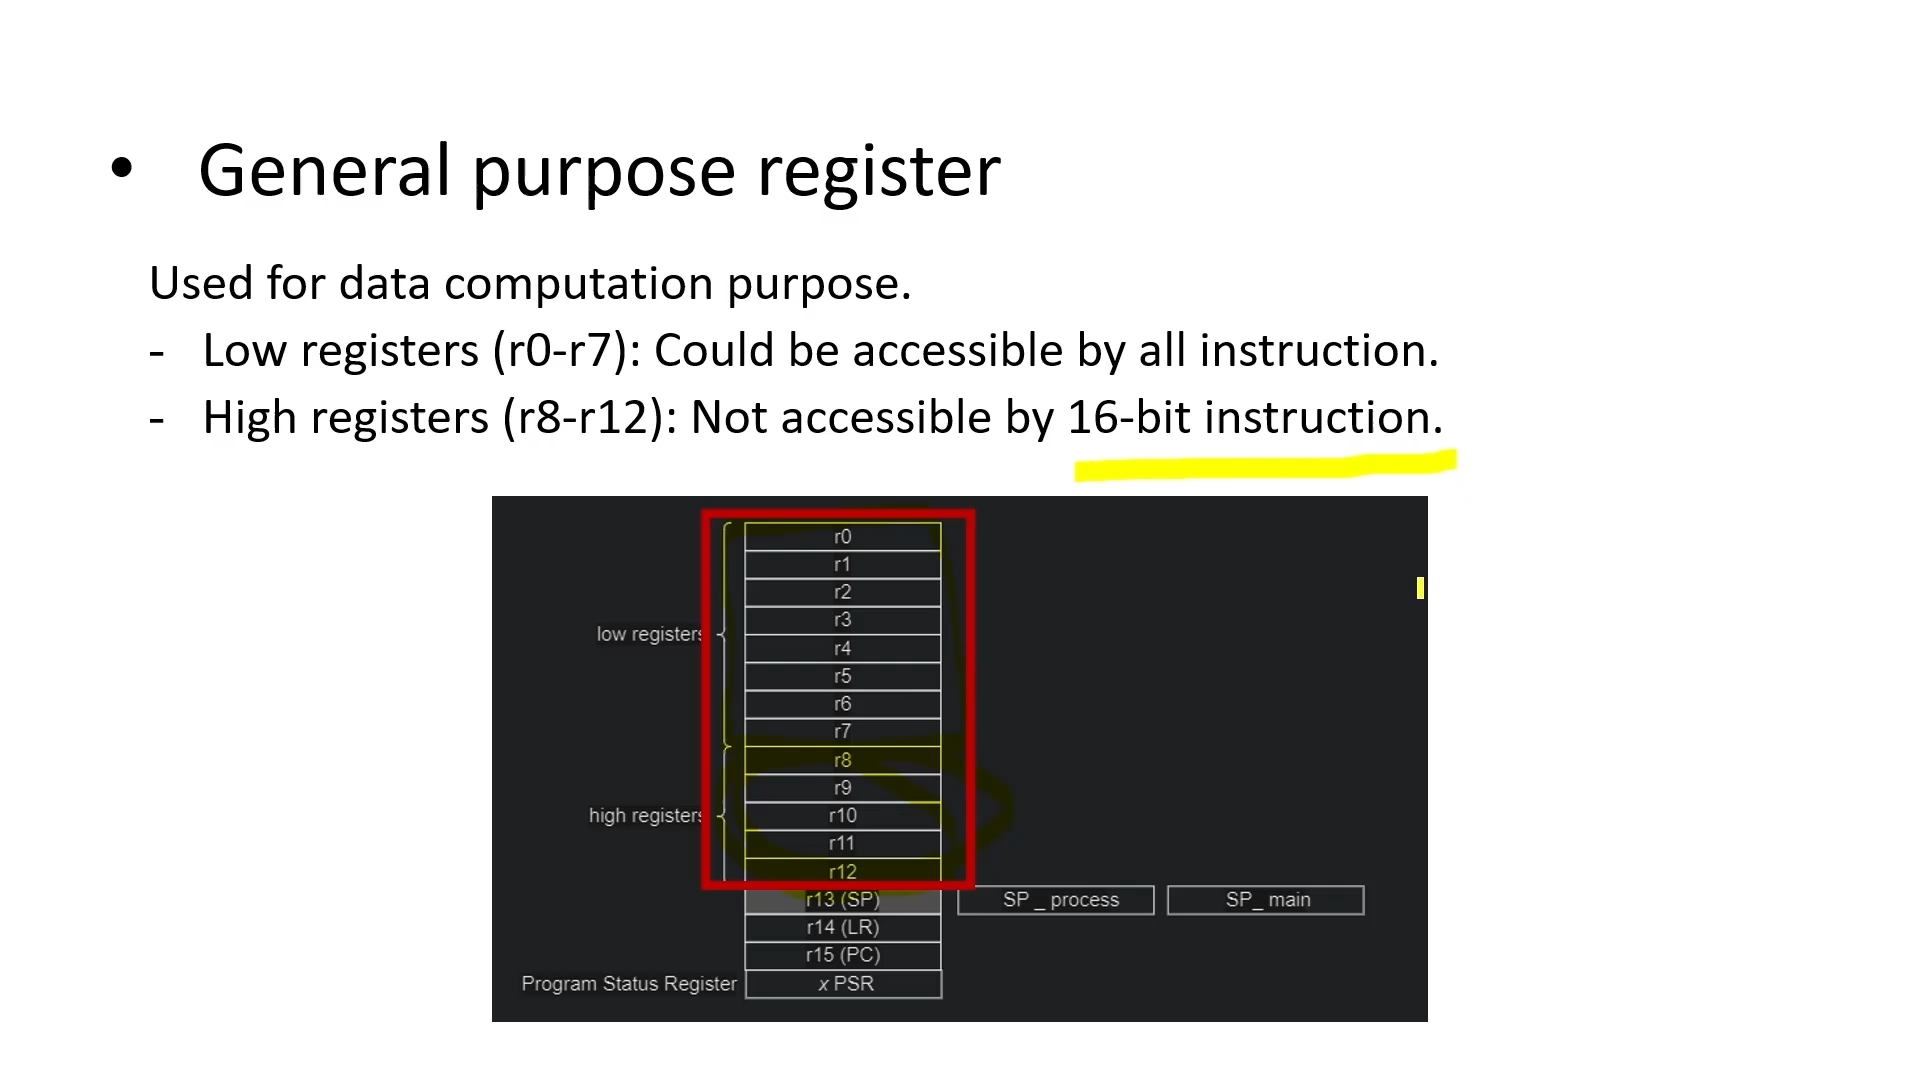 • General purpose register
Used for data computation purpose.
- Low registers (r0-r7): Could be accessible by all instruction.
- High registers (r8-r12): Not accessible by 16-bit instruction.
r0
r1
r2
r3
low registers
r4
r5
r6
r7
r8
r9
high registers
r10
r11
r12
r13 (SP)
SP_ process
SP_ main
r14 (LR)
r15 (PC)
Program Status Register
x PSR